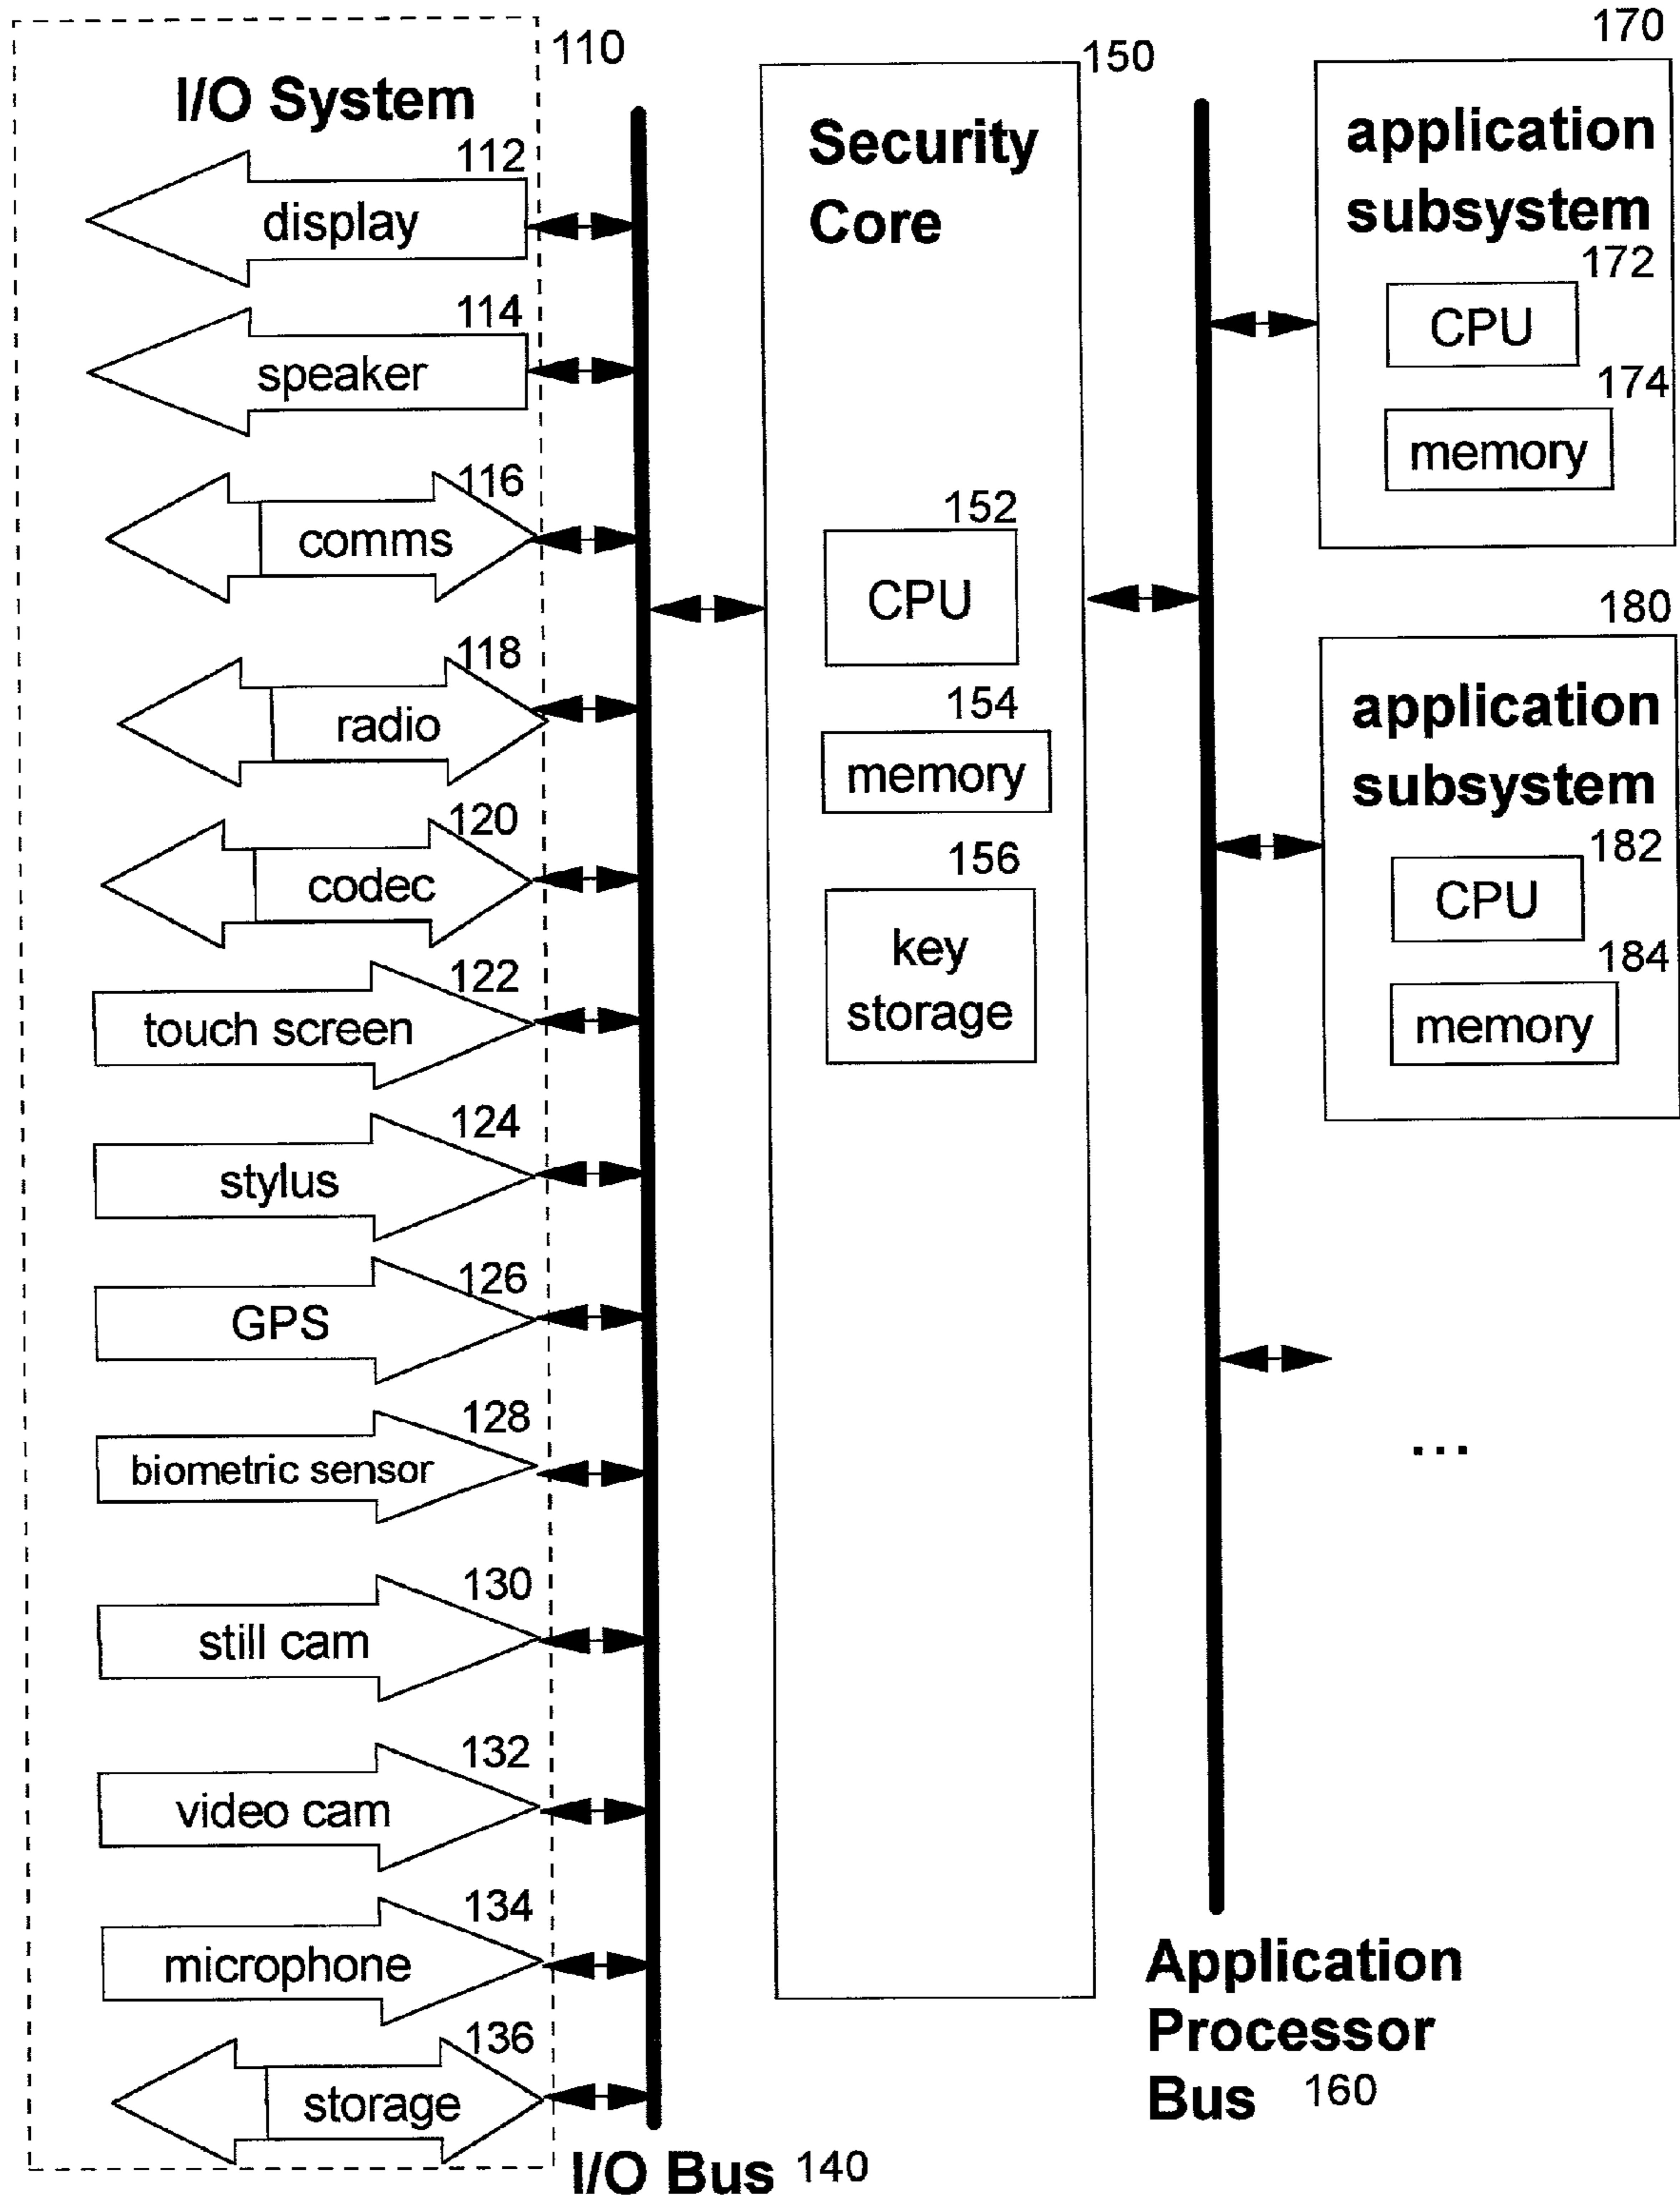 110
I/O System
112
display
114
speaker
116
comms
118
radio
120
codec
122
touch screen
124
stylus
126
GPS
128
biometric sensor
130
still cam
132
video cam
134
microphone
136
storage
I/O Bus 140
150
Security
Core
152
CPU
154
memory
156
key
storage
Application
Processor
Bus 160
170
application
subsystem
172
CPU
174
memory
180
application
subsystem
182
CPU
184
memory
...